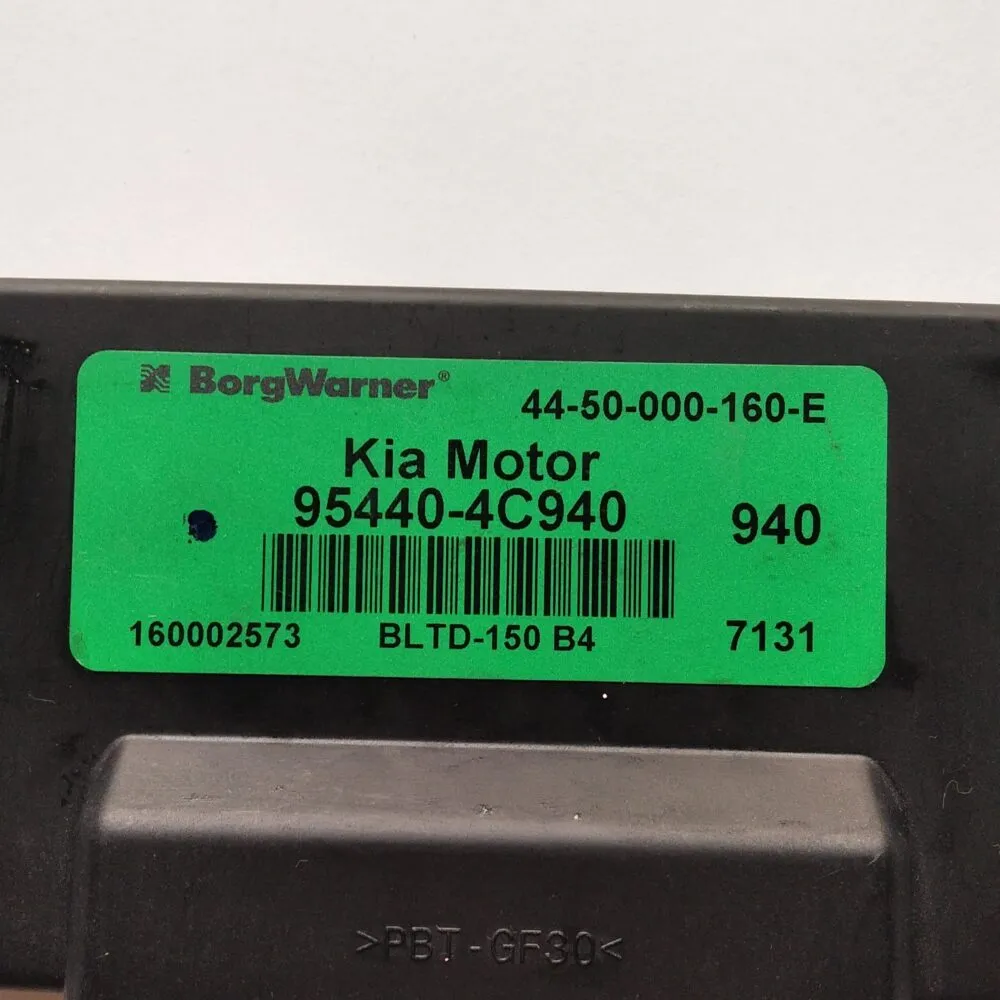 BorgWarner®
44-50-000-160-E
Kia Motor
95440-4C940
940
160002573
BLTD-150 B4
7131
>PBT-GF30<